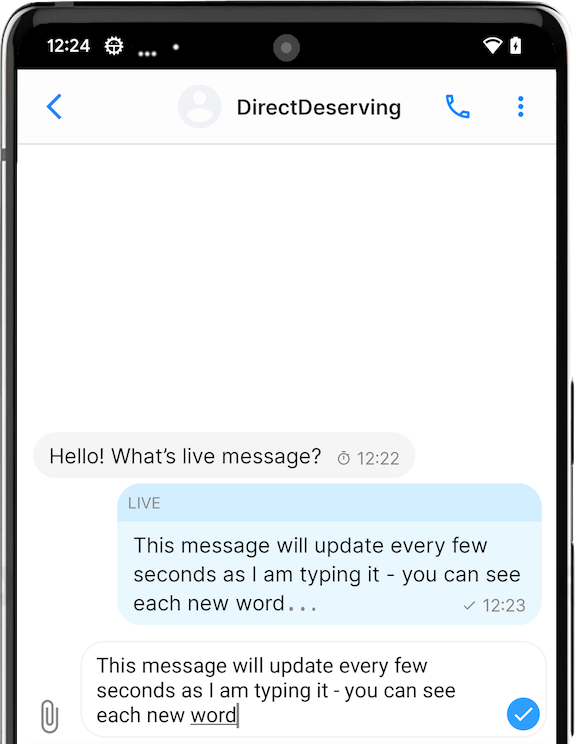 12:24
DirectDeserving
Hello! What's live message? 12:22
LIVE
This message will update every few
seconds as I am typing it - you can see
each new word... 12:23
This message will update every few
seconds as I am typing it - you can see
each new word